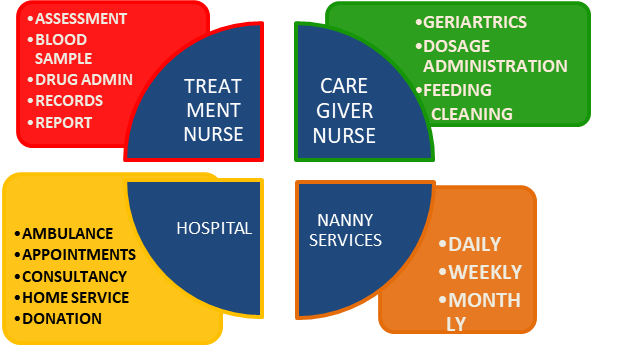 •ASSESSMENT
•BLOOD
SAMPLE
•DRUG ADMIN
•RECORDS
•REPORT
TREAT
MENT
NURSE
CARE
GIVER
NURSE
•GERIARTRICS
•DOSAGE
ADMINISTRATION
•FEEDING
CLEANING
•AMBULANCE
•APPOINTMENTS
•CONSULTANCY
•HOME SERVICE
•DONATION
HOSPITAL
NANNY
SERVICES
•DAILY
•WEEKLY
•MONTH
LY